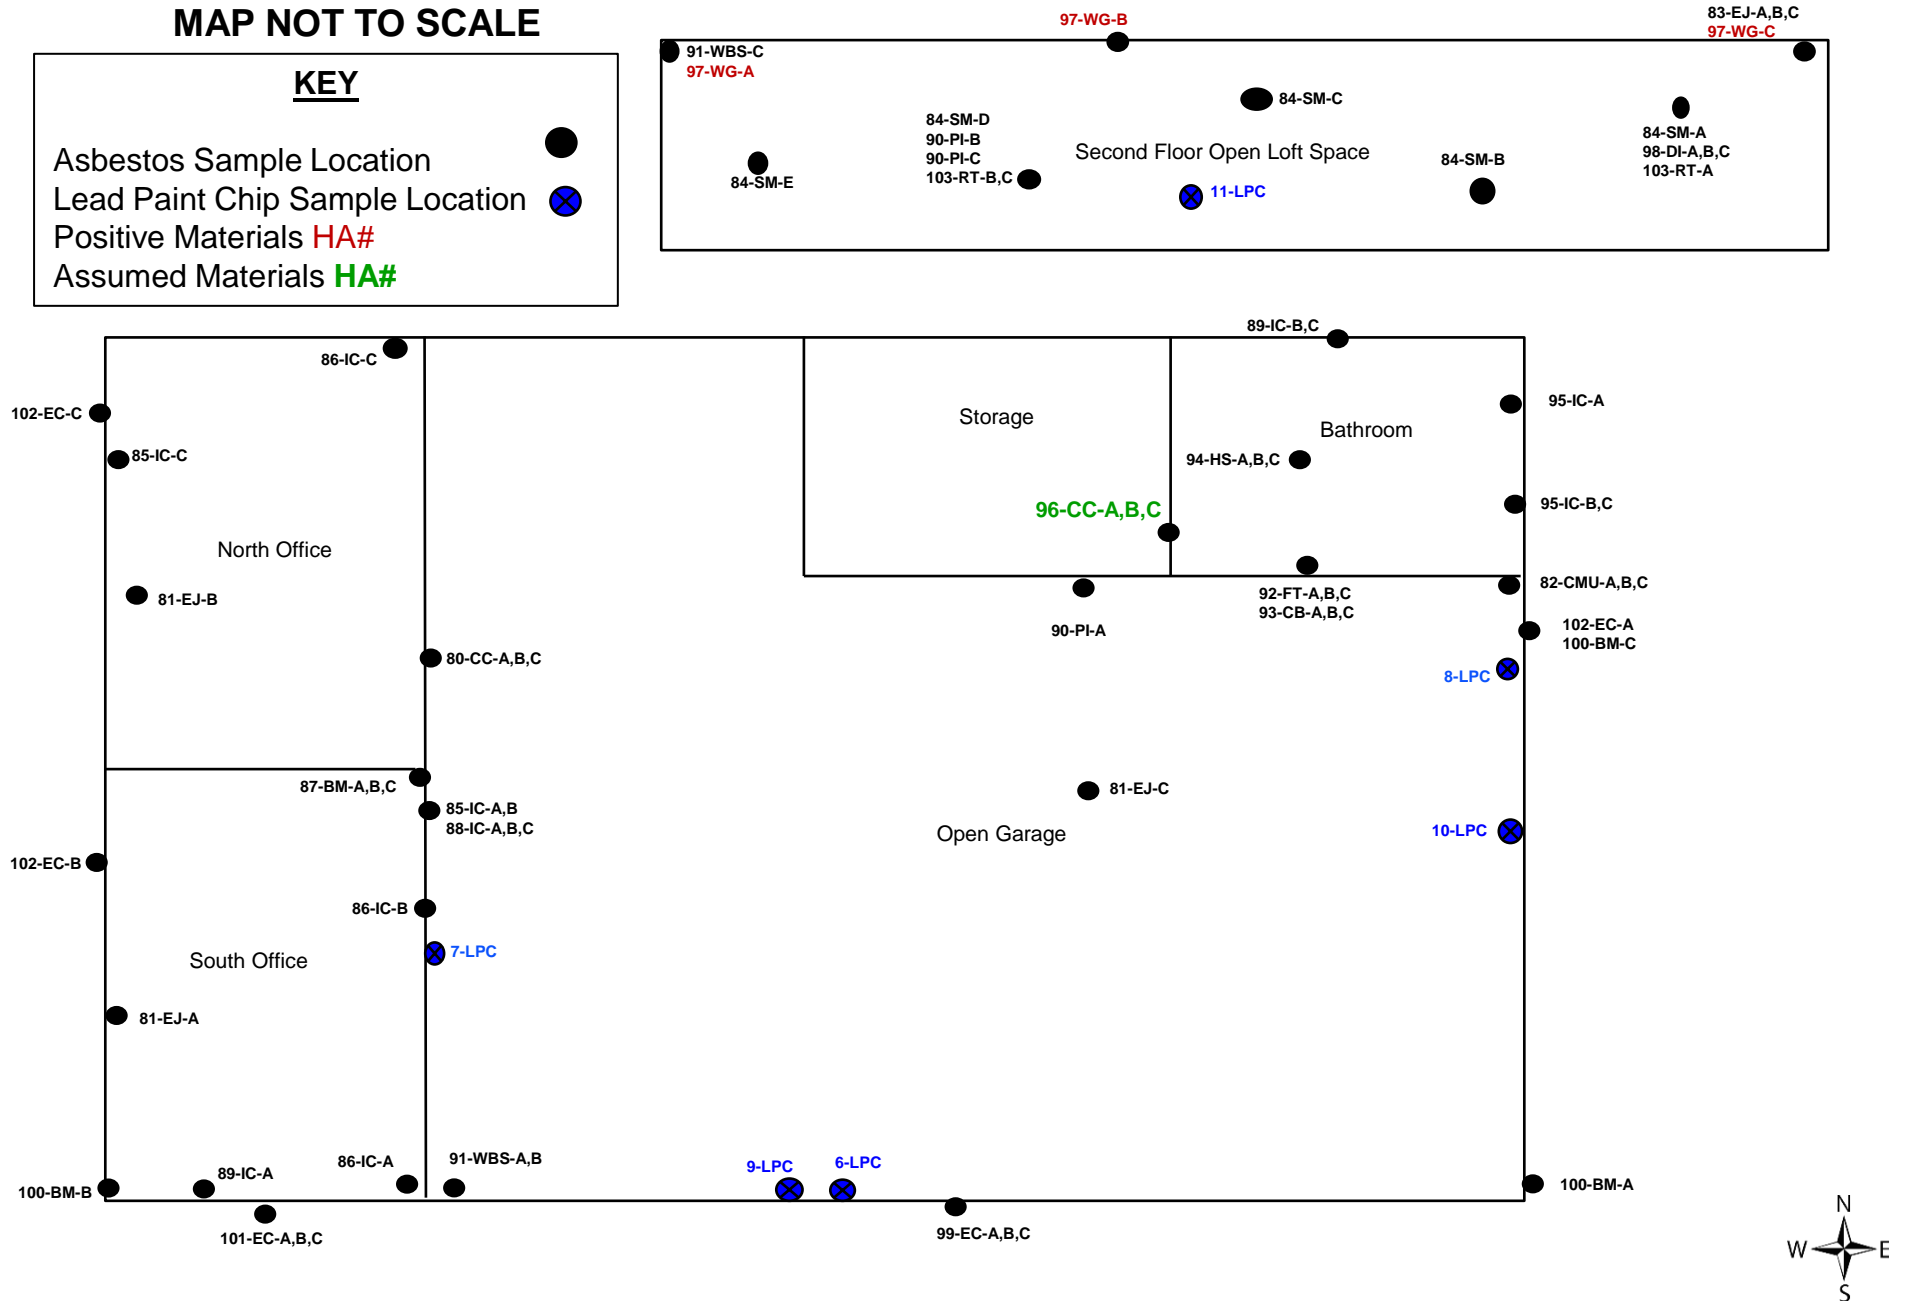 MAP NOT TO SCALE
KEY
Asbestos Sample Location
Lead Paint Chip Sample Location
Positive Materials HA#
Assumed Materials HA#
97-WG-B
83-EJ-A,B,C
97-WG-C
91-WBS-C
97-WG-A
84-SM-C
84-SM-D
90-PI-B
90-PI-C
103-RT-B,C
Second Floor Open Loft Space
84-SM-A
98-DI-A,B,C
103-RT-A
84-SM-B
84-SM-E
11-LPC
89-IC-B,C
86-IC-C
102-EC-C
85-IC-C
Storage
Bathroom
95-IC-A
94-HS-A,B,C
96-CC-A,B,C
95-IC-B,C
North Office
81-EJ-B
92-FT-A,B,C
93-CB-A,B,C
82-CMU-A,B,C
90-PI-A
102-EC-A
100-BM-C
80-CC-A,B,C
8-LPC
87-BM-A,B,C
85-IC-A,B
88-IC-A,B,C
81-EJ-C
Open Garage
10-LPC
102-EC-B
86-IC-B
7-LPC
South Office
81-EJ-A
86-IC-A
91-WBS-A,B
9-LPC
6-LPC
89-IC-A
100-BM-B
100-BM-A
101-EC-A,B,C
99-EC-A,B,C
N
W E
S